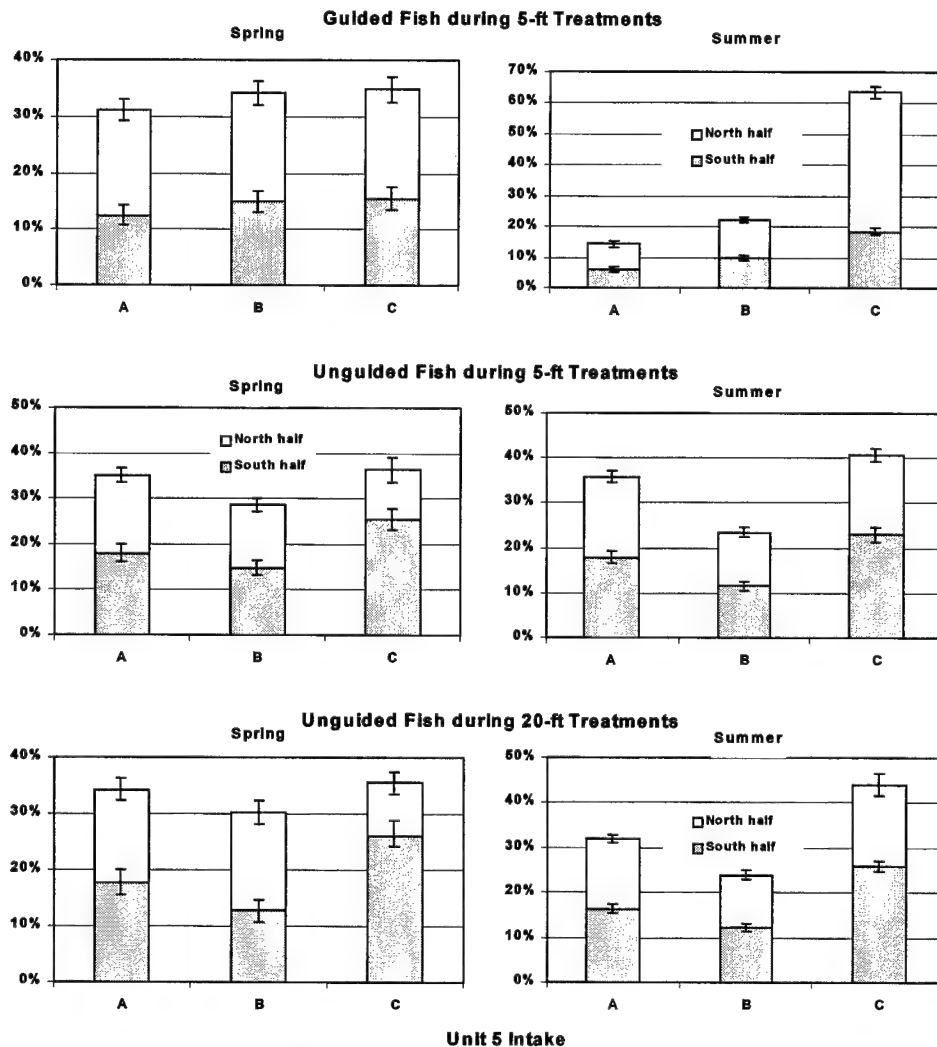 Guided Fish during 5-ft Treatments
Spring
40%
30%
20%
10%
0%
A B C
Summer
70%
60%
50%
40%
30%
20%
10%
0%
North half
South half
A B C
Unguided Fish during 5-ft Treatments
Spring
50%
40%
30%
20%
10%
0%
North half
South half
A B C
Summer
50%
40%
30%
20%
10%
0%
A B C
Unguided Fish during 20-ft Treatments
Spring
40%
30%
20%
10%
0%
A B C
Summer
50%
40%
30%
20%
10%
0%
North half
South half
A B C
Unit 5 Intake